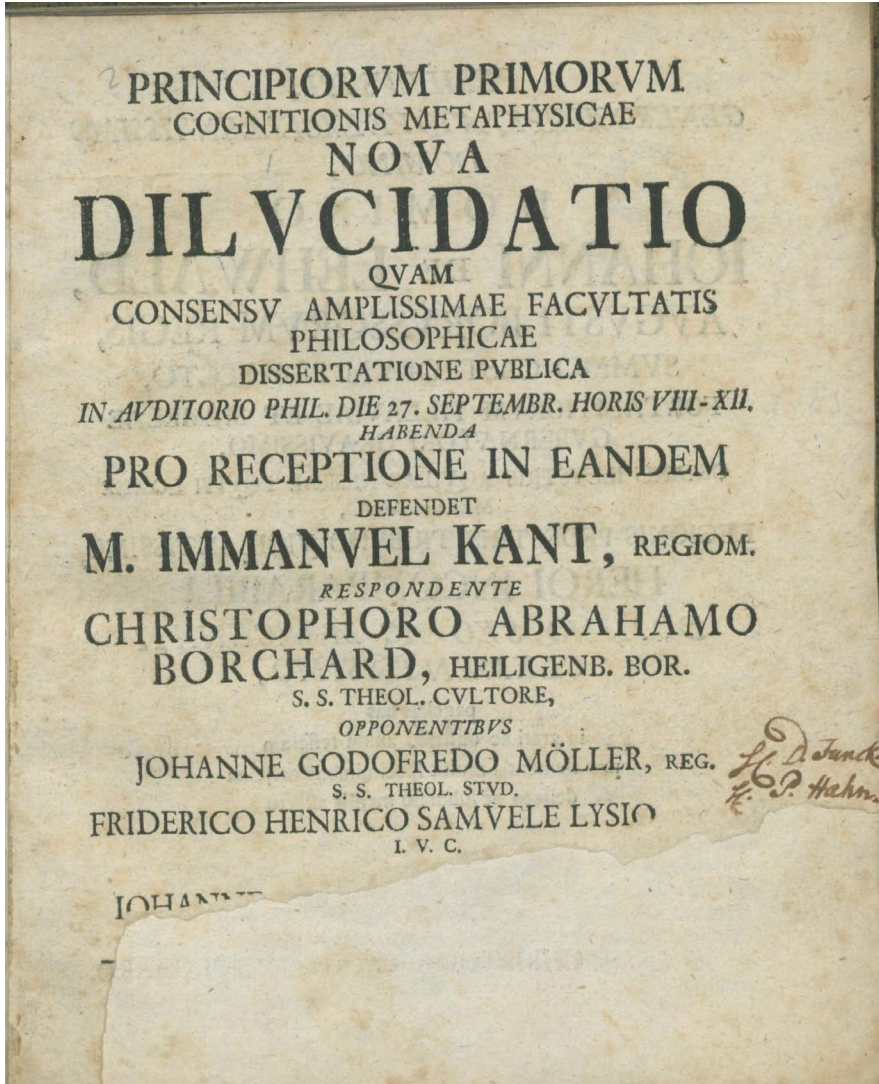 PRINCIPIORVM PRIMORVM
COGNITIONIS METAPHYSICAE
NOVA
DILVCIDATIO
QVAM
CONSENSV AMPLISSIMAE FACVLTATIS
PHILOSOPHICAE
DISSERTATIONE PVBLICA
IN AVDITORIO PHIL. DIE 27. SEPTEMBR. HORIS VIII-XII.
HABENDA
PRO RECEPTIONE IN EANDEM
DEFENDET
M. IMMANVEL KANT, REGIOM.
RESPONDENTE
CHRISTOPHORO ABRAHAMO
BORCHARD, HEILIGENB. BOR.
S. S. THEOL. CVLTORE,
OPPONENTIBVS
JOHANNE GODOFREDO MÖLLER, REG.
S. S. THEOL. STVD.
FRIDERICO HENRICO SAMVELE LYSIO
I. V. C.
H. D. Funck
H. P. Hahn.